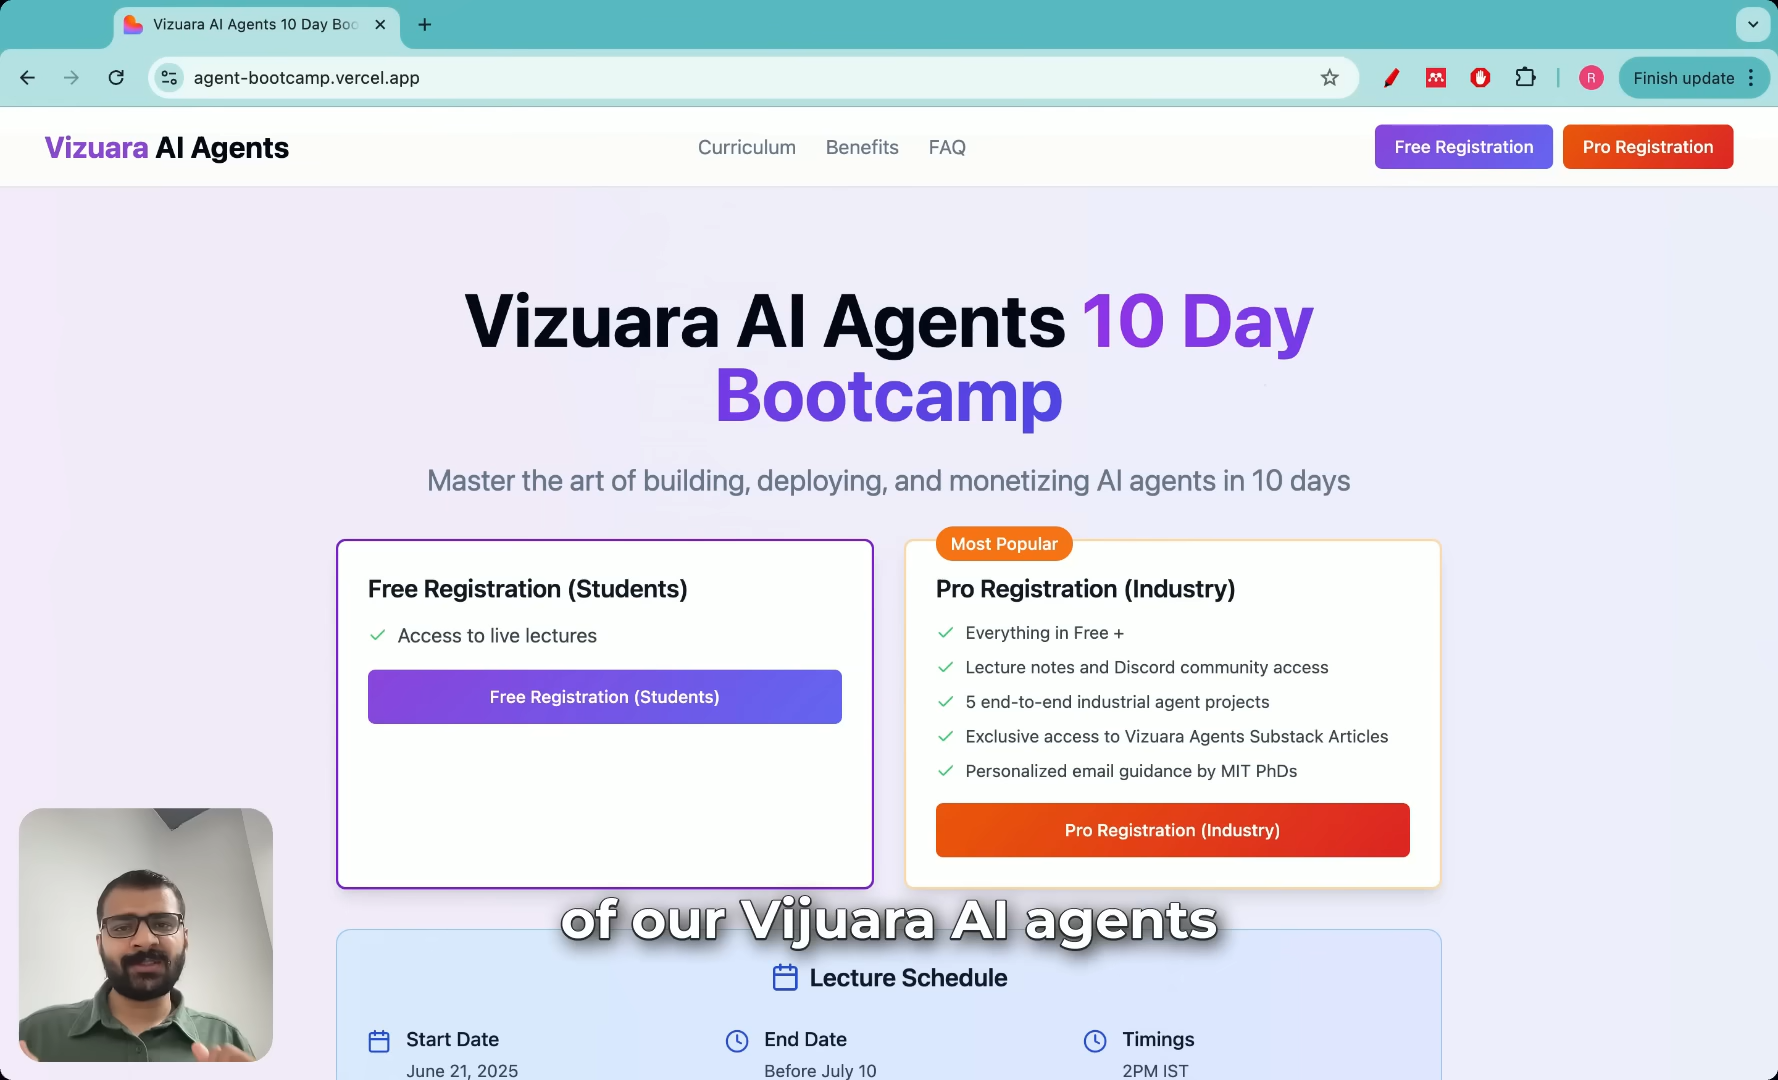 Vizuara AI Agents 10 Day Boo
agent-bootcamp.vercel.app
R
Finish update
Vizuara AI Agents
Curriculum
Benefits
FAQ
Free Registration
Pro Registration
Vizuara AI Agents 10 Day
Bootcamp
Master the art of building, deploying, and monetizing AI agents in 10 days
Free Registration (Students)
Access to live lectures
Free Registration (Students)
Most Popular
Pro Registration (Industry)
Everything in Free +
Lecture notes and Discord community access
5 end-to-end industrial agent projects
Exclusive access to Vizuara Agents Substack Articles
Personalized email guidance by MIT PhDs
Pro Registration (Industry)
of our Vijuara AI agents
Lecture Schedule
Start Date
June 21, 2025
End Date
Before July 10
Timings
2PM IST